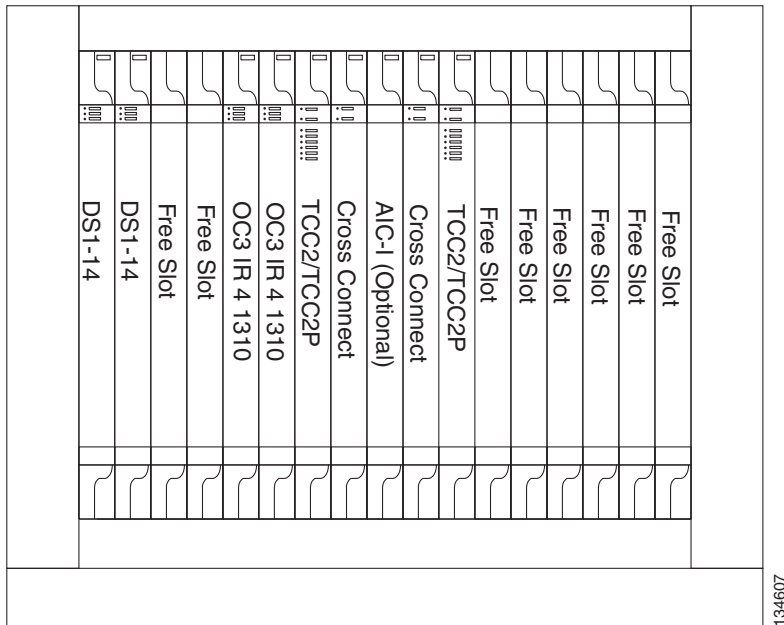 DS1-14
DS1-14
Free Slot
Free Slot
OC3 IR 4 1310
OC3 IR 4 1310
TCC2/TCC2P
Cross Connect
AIC-I (Optional)
Cross Connect
TCC2/TCC2P
Free Slot
Free Slot
Free Slot
Free Slot
Free Slot
Free Slot
134607